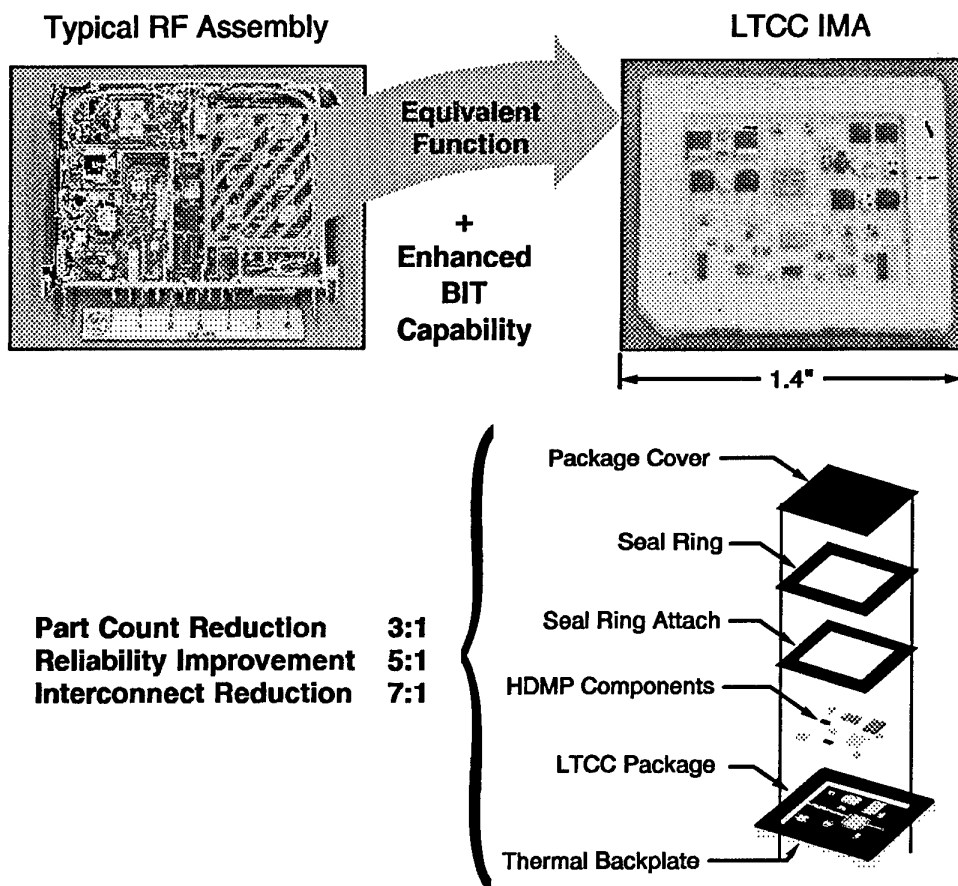 Typical RF Assembly
LTCC IMA
Equivalent
Function
+
Enhanced
BIT
Capability
1.4"
Package Cover
Seal Ring
Seal Ring Attach
HDMP Components
LTCC Package
Thermal Backplate
Part Count Reduction 3:1
Reliability Improvement 5:1
Interconnect Reduction 7:1